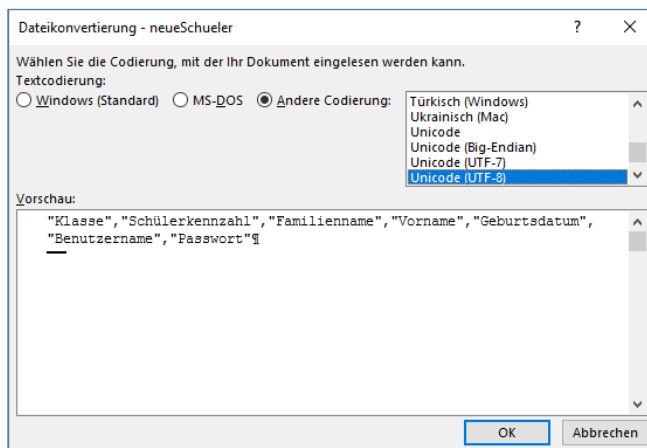 Dateikonvertierung - neueSchueler
Wählen Sie die Codierung, mit der Ihr Dokument eingelesen werden kann.
Textcodierung:
Windows (Standard) MS-DOS Andere Codierung:
Türkisch (Windows)
Ukrainisch (Mac)
Unicode
Unicode (Big-Endian)
Unicode (UTF-7)
Unicode (UTF-8)
Vorschau:
"Klasse","Schülerkennzahl","Familienname","Vorname","Geburtsdatum",
"Benutzername","Passwort"¶
OK Abbrechen